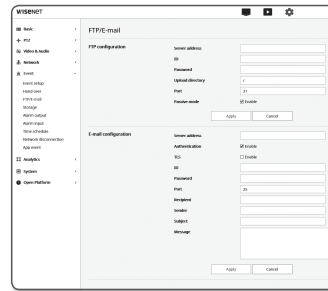 WISENET
Basic
PTZ
Video & Audio
Network
Event
Event setup
Hand over
FTP/E-mail
Storage
Alarm output
Alarm input
Time schedule
Network disconnection
App event
Analytics
System
Open Platform
FTP/E-mail
FTP configuration
Server address
ID
Password
Upload directory /
Port 21
Passive mode Enable
Apply Cancel
E-mail configuration
Server address
Authentication Enable
TLS Enable
ID
Password
Port 25
Recipient
Sender
Subject
Message
Apply Cancel